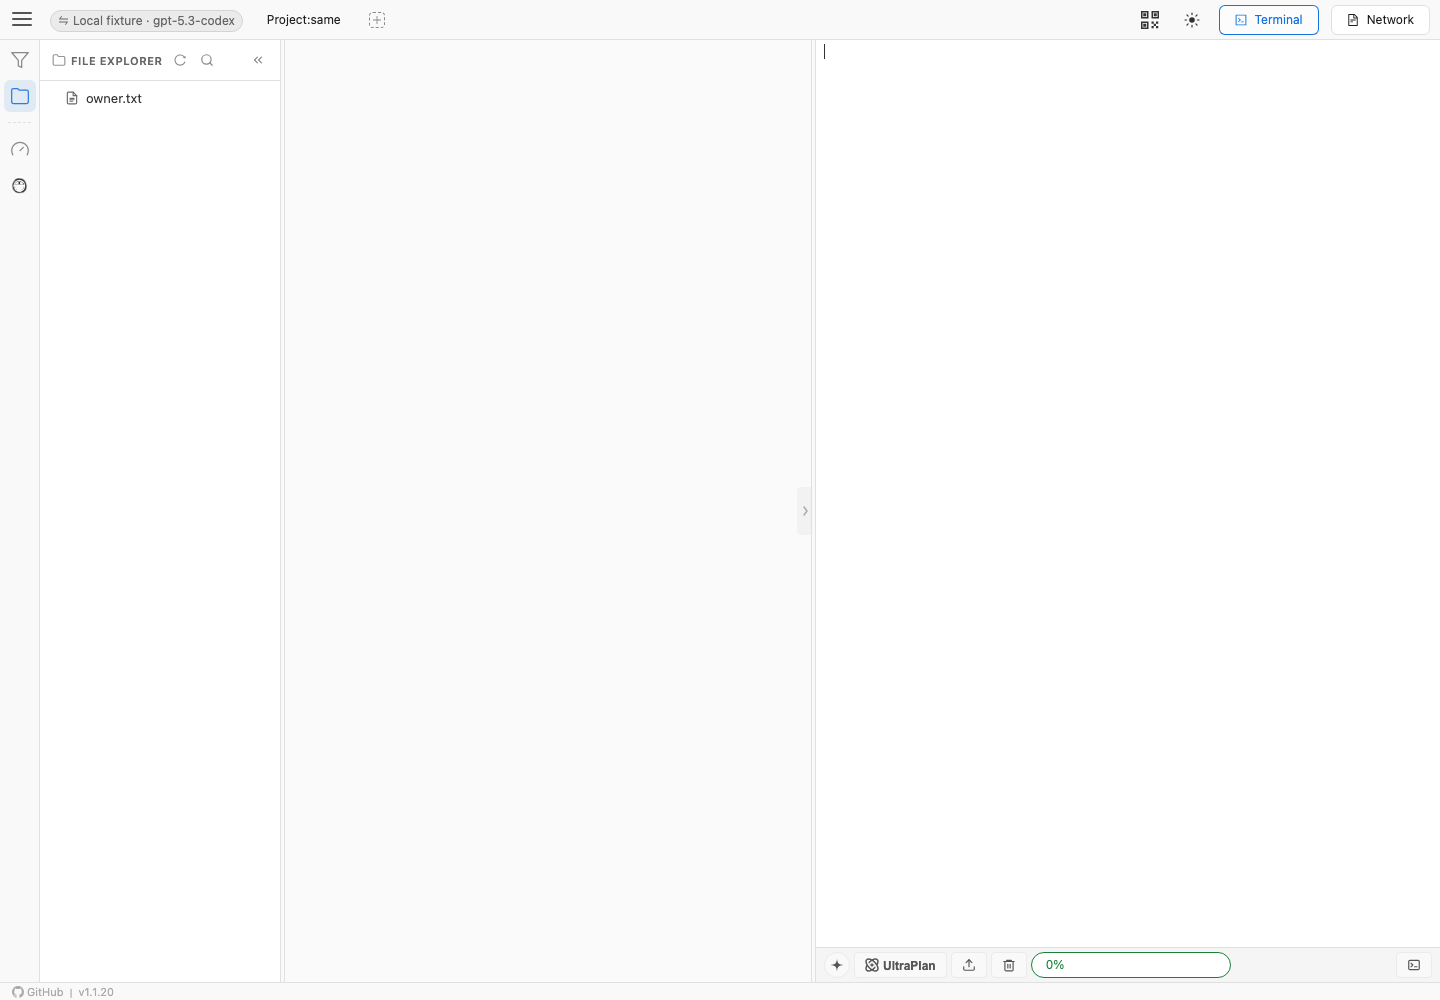 Local fixture · gpt-5.3-codex
Project:same
Terminal
Network
FILE EXPLORER
owner.txt
UltraPlan
0%
GitHub | v1.1.20